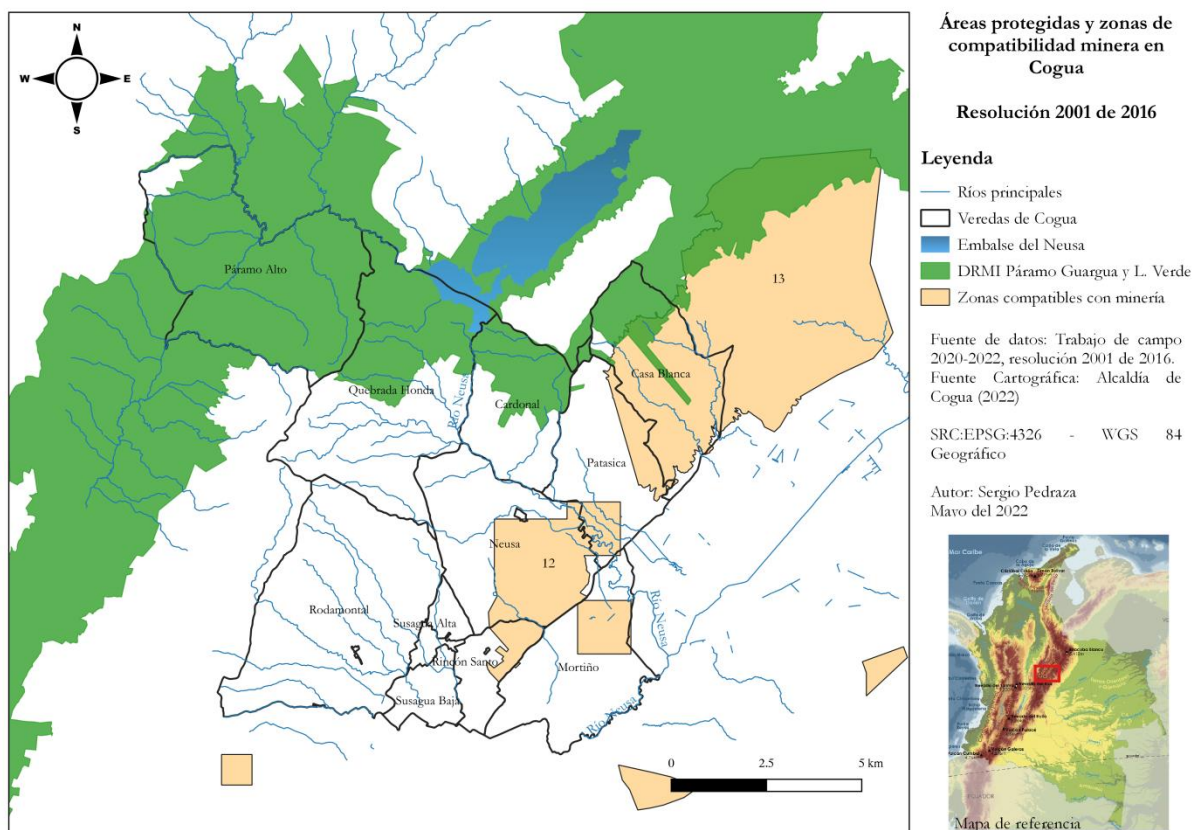 Áreas protegidas y zonas de
compatibilidad minera en
Cogua
Resolución 2001 de 2016
Leyenda
Ríos principales
Veredas de Cogua
Embalse del Neusa
DRMI Páramo Guargua y L. Verde
Zonas compatibles con minería
Fuente de datos: Trabajo de campo
2020-2022, resolución 2001 de 2016.
Fuente Cartográfica: Alcaldía de
Cogua (2022)
SRC:EPSG:4326 - WGS 84
Geográfico
Autor: Sergio Pedraza
Mayo del 2022
N
W
E
S
Páramo Alto
13
Quebrada Honda
Río Neusa
Cardonal
Casa Blanca
Patasica
Neusa
12
Rodamontal
Susagua Alta
Rincón Santo
Mortiño
Río Neusa
Susagua Baja
Río Neusa
0
2.5
5 km
Mar Caribe
ECUADOR
Mapa de referencia